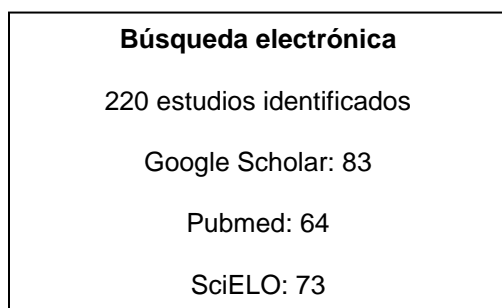 Búsqueda electrónica
220 estudios identificados
Google Scholar: 83
Pubmed: 64
SciELO: 73